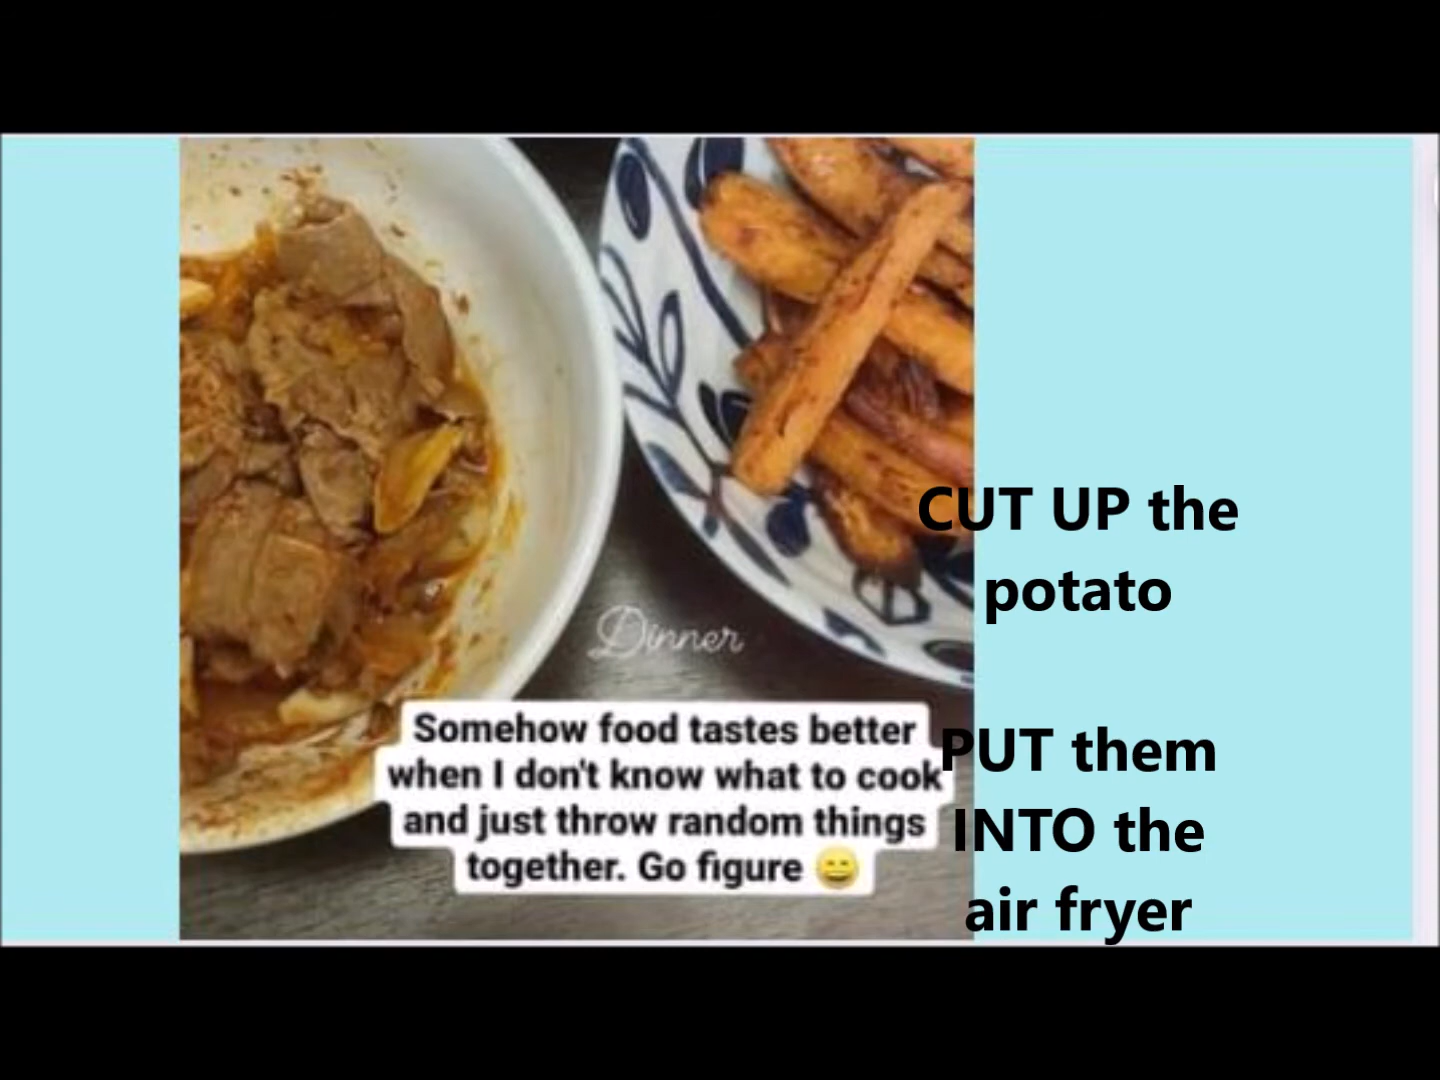 Dinner
Somehow food tastes better
when I don't know what to cook
and just throw random things
together. Go figure 😄
CUT UP the
potato
PUT them
INTO the
air fryer